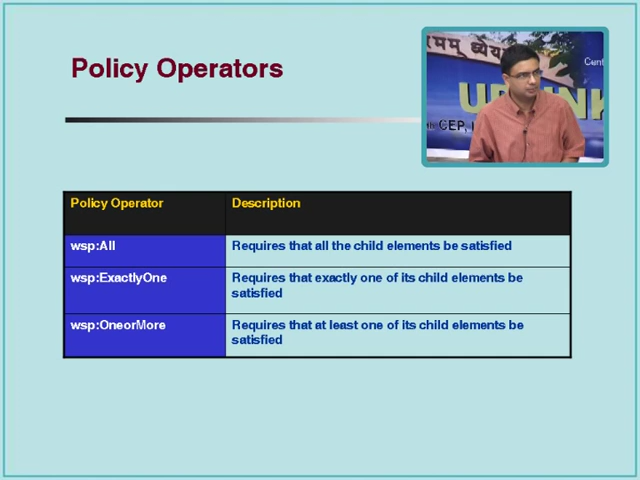 Policy Operators
रमम् ध्येय
Cent
CEP, I
Policy Operator
Description
wsp:All
Requires that all the child elements be satisfied
wsp:ExactlyOne
Requires that exactly one of its child elements be
satisfied
wsp:OneorMore
Requires that at least one of its child elements be
satisfied